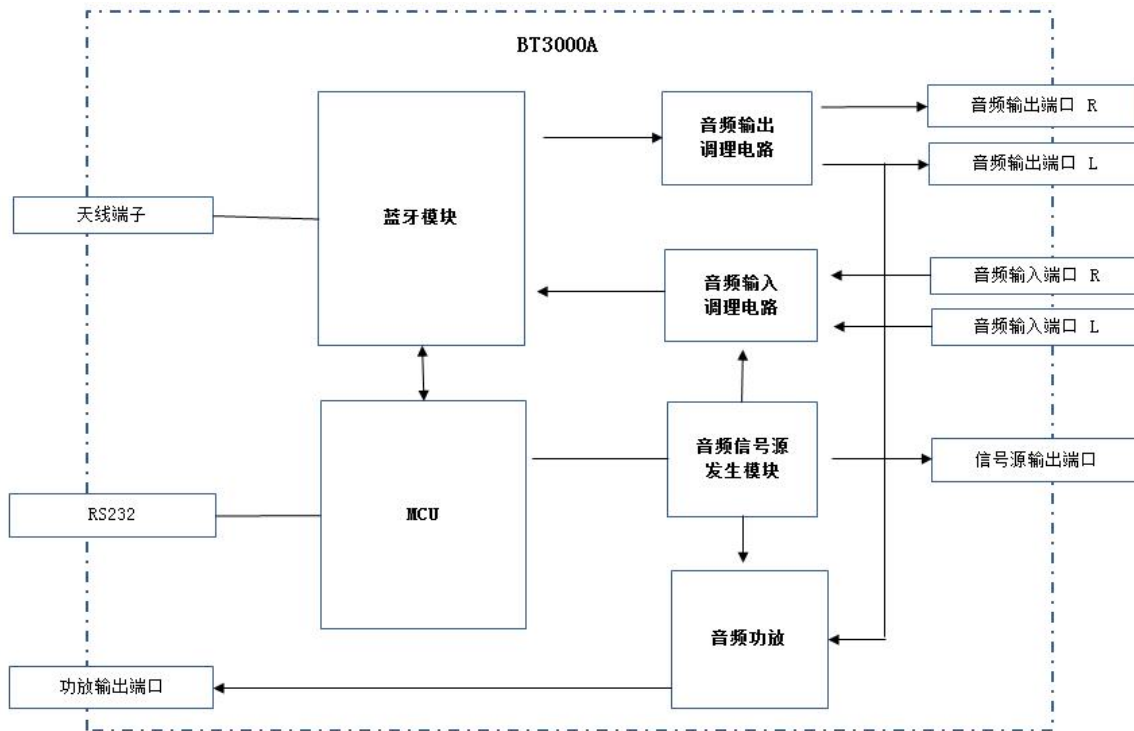 BT3000A
音频输出
调理电路
音频输出端口 R
音频输出端口 L
天线端子
蓝牙模块
音频输入
调理电路
音频输入端口 R
音频输入端口 L
音频信号源
发生模块
信号源输出端口
RS232
MCU
音频功放
功放输出端口